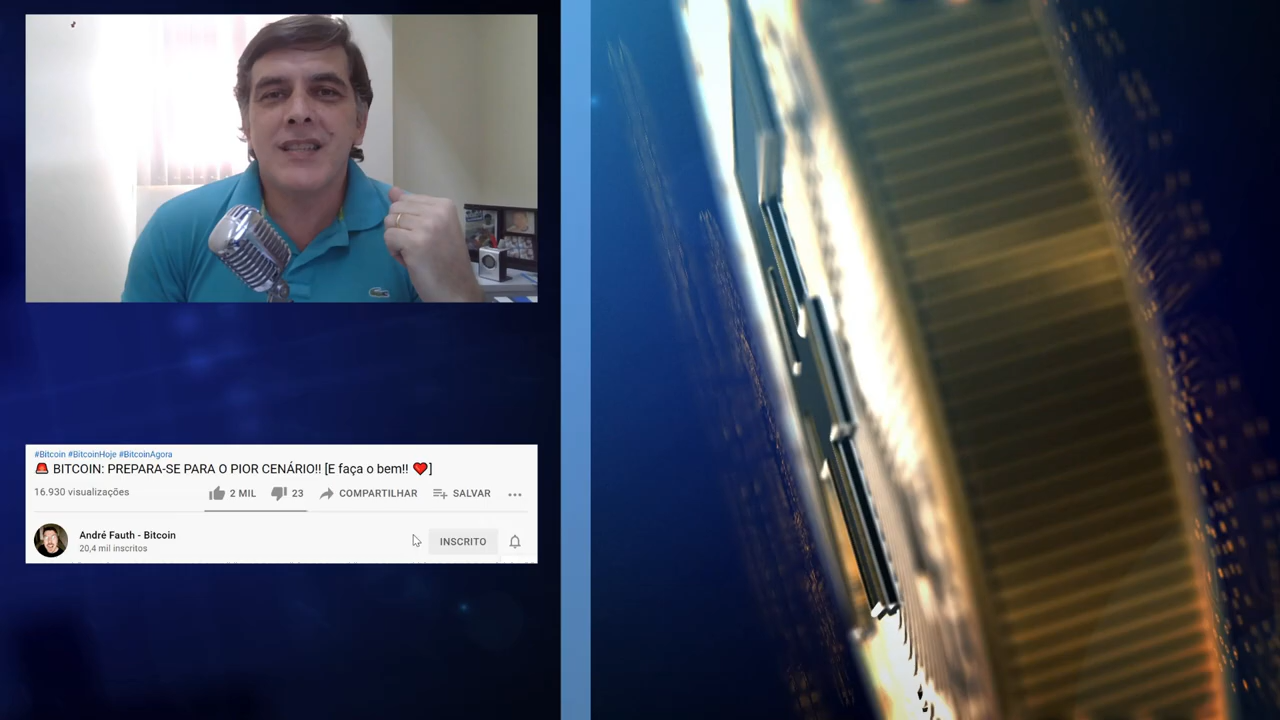 #Bitcoin #BitcoinHoje #BitcoinAgora
🚨 BITCOIN: PREPARA-SE PARA O PIOR CENÁRIO!! [E faça o bem!! ❤️]
16.930 visualizações
2 MIL
23
COMPARTILHAR
SALVAR
André Fauth - Bitcoin
20,4 mil inscritos
INSCRITO